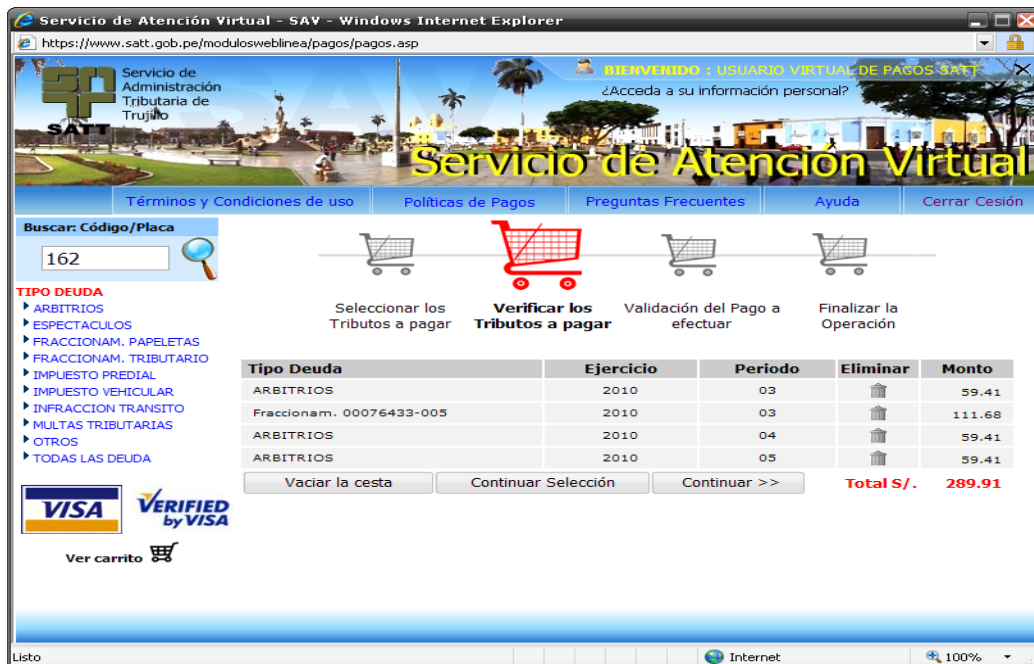 Servicio de Atención Virtual - SAV - Windows Internet Explorer
https://www.satt.gob.pe/modulosweblinea/pagos/pagos.asp
SATT
Servicio de
Administración
Tributaria de
Trujillo
BIENVENIDO : USUARIO VIRTUAL DE PAGOS SATT
¿Acceda a su información personal?
Servicio de Atención Virtual
Términos y Condiciones de uso
Políticas de Pagos
Preguntas Frecuentes
Ayuda
Cerrar Cesión
Buscar: Código/Placa
162
TIPO DEUDA
ARBITRIOS
ESPECTACULOS
FRACCIONAM. PAPELETAS
FRACCIONAM. TRIBUTARIO
IMPUESTO PREDIAL
IMPUESTO VEHICULAR
INFRACCION TRANSITO
MULTAS TRIBUTARIAS
OTROS
TODAS LAS DEUDA
VISA
VERIFIED
by VISA
Ver carrito
Seleccionar los
Tributos a pagar
Verificar los
Tributos a pagar
Validación del Pago a
efectuar
Finalizar la
Operación
Tipo Deuda Ejercicio Periodo Eliminar Monto
ARBITRIOS 2010 03 59.41
Fraccionam. 00076433-005 2010 03 111.68
ARBITRIOS 2010 04 59.41
ARBITRIOS 2010 05 59.41
Vaciar la cesta
Continuar Selección
Continuar >>
Total S/. 289.91
Listo
Internet
100%